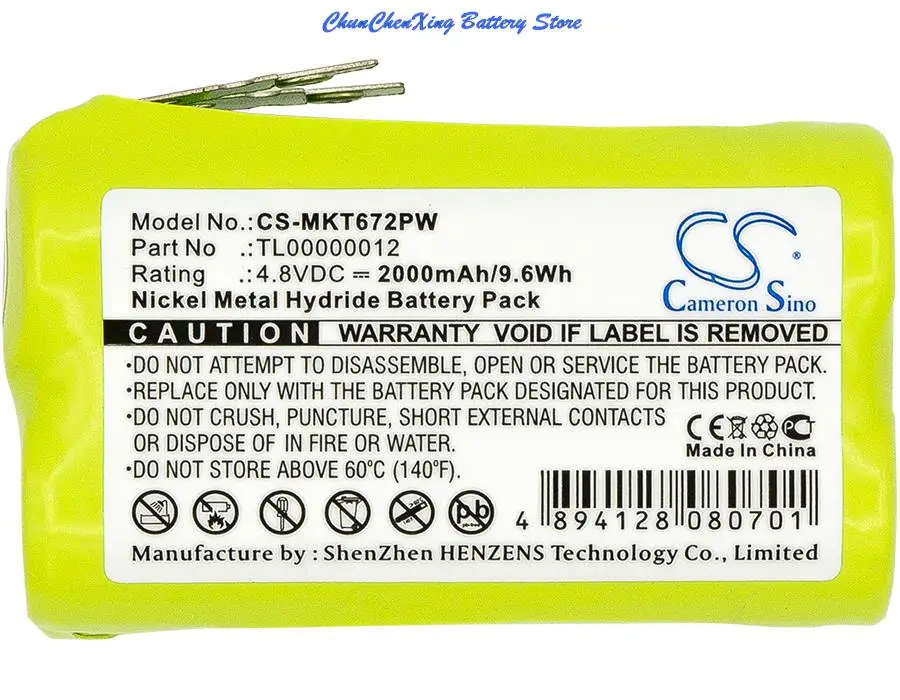 ChunChenXing Battery Store
Model No.:CS-MKT672PW
Part No .:TL00000012
Rating .:4.8VDC ⎓ 2000mAh/9.6Wh
Nickel Metal Hydride Battery Pack
CS ®
Cameron Sino
CAUTION WARRANTY VOID IF LABEL IS REMOVED
•DO NOT ATTEMPT TO DISASSEMBLE, OPEN OR SERVICE THE BATTERY PACK.
•REPLACE ONLY WITH THE BATTERY PACK DESIGNATED FOR THIS PRODUCT.
•DO NOT CRUSH, PUNCTURE, SHORT EXTERNAL CONTACTS
OR DISPOSE OF IN FIRE OR WATER.
•DO NOT STORE ABOVE 60°C (140°F).
CE
Made In China
pb
4 894128 080701
Manufacture by : ShenZhen HENZENS Technology Co., Limited